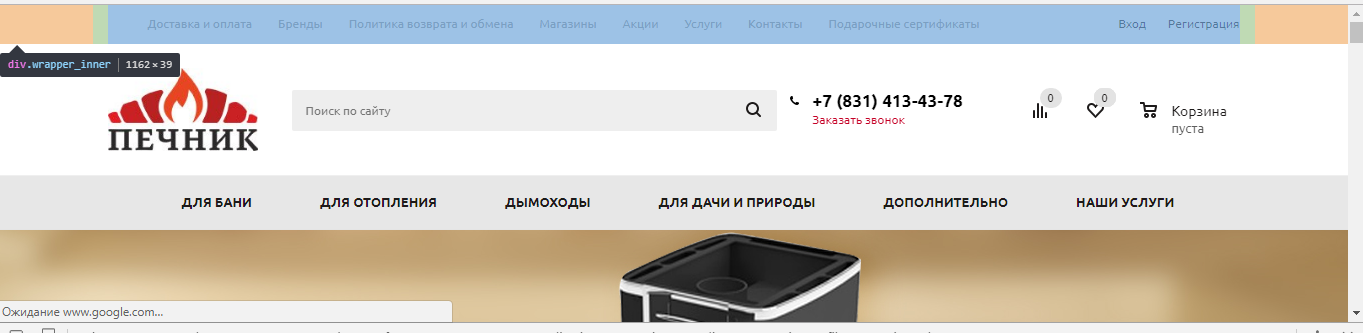 Доставка и оплата Бренды Политика возврата и обмена Магазины Акции Услуги Контакты Подарочные сертификаты Вход Регистрация
div.wrapper_inner | 1162 × 39
ПЕЧНИК
Поиск по сайту
+7 (831) 413-43-78
Заказать звонок
0
0
Корзина
пуста
ДЛЯ БАНИ ДЛЯ ОТОПЛЕНИЯ ДЫМОХОДЫ ДЛЯ ДАЧИ И ПРИРОДЫ ДОПОЛНИТЕЛЬНО НАШИ УСЛУГИ
Ожидание www.google.com...